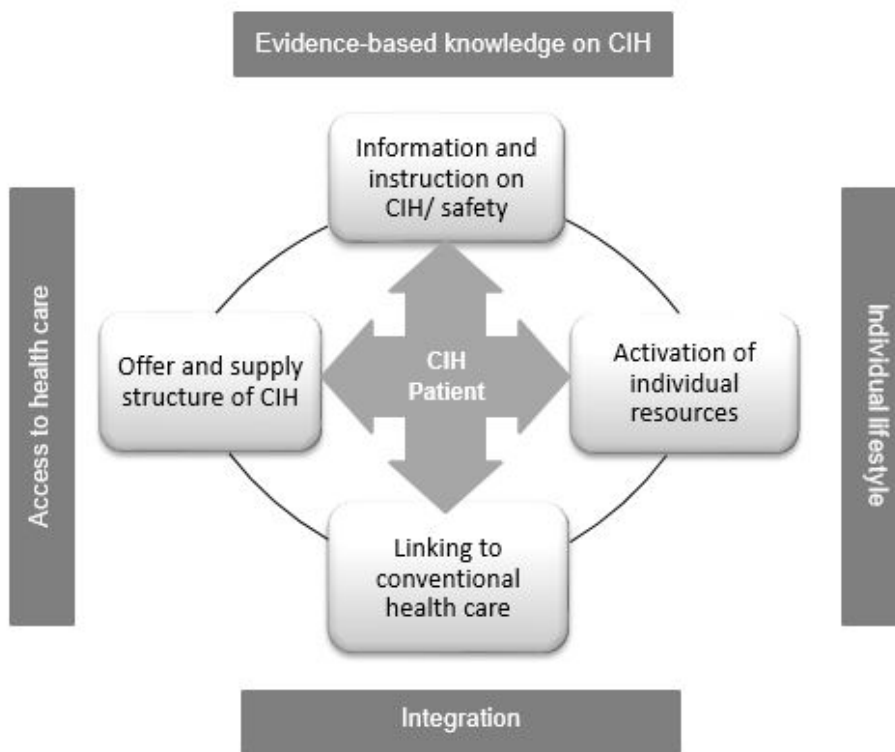 Evidence-based knowledge on CIH
Information and
instruction on
CIH/ safety
Access to health care
Offer and supply
structure of CIH
CIH
Patient
Activation of
individual
resources
Individual lifestyle
Linking to
conventional
health care
Integration